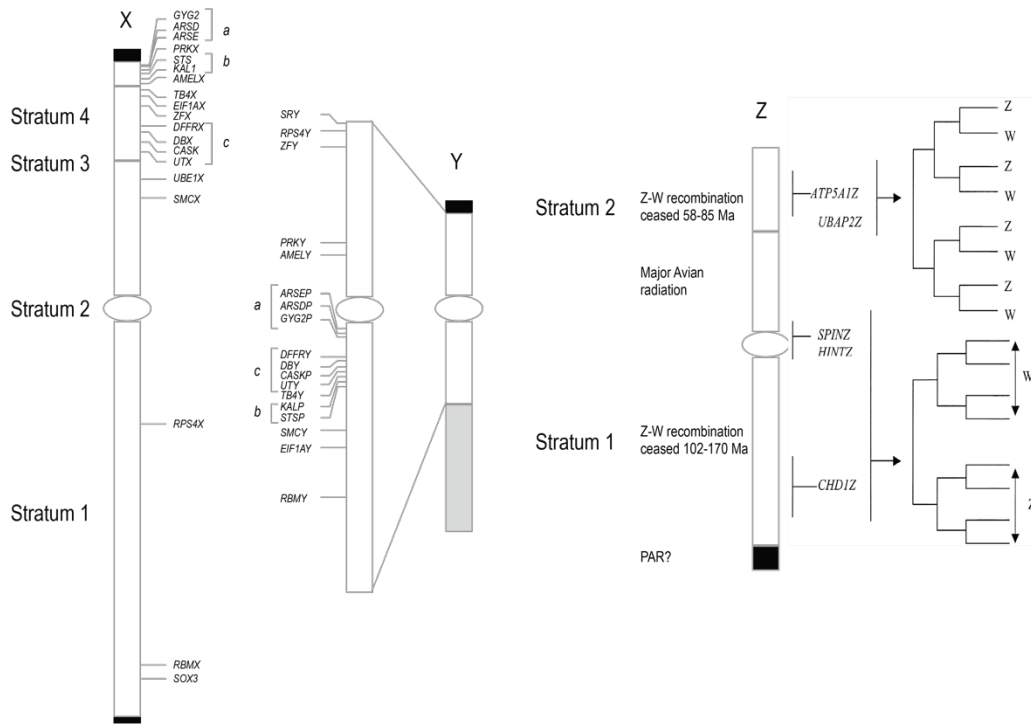 X
GYG2
ARSD
ARSE
a
PRKX
STS
b
KAL1
AMELX
TB4X
EIF1AX
ZFX
DFFRX
DBX
c
CASK
UTX
UBE1X
SMCX
RPS4X
RBMX
SOX3
Stratum 4
Stratum 3
Stratum 2
Stratum 1
SRY
RPS4Y
ZFY
PRKY
AMELY
a
ARSEP
ARSDP
GYG2P
c
DFFRY
DBY
CASKP
UTY
TB4Y
b
KALP
STSP
SMCY
EIF1AY
RBMY
Y
Z
Stratum 2
Z-W recombination
ceased 58-85 Ma
Major Avian
radiation
Stratum 1
Z-W recombination
ceased 102-170 Ma
PAR?
ATP5A1Z
UBAP2Z
SPINZ
HINTZ
CHD1Z
Z
W
Z
W
Z
W
Z
W
W
Z